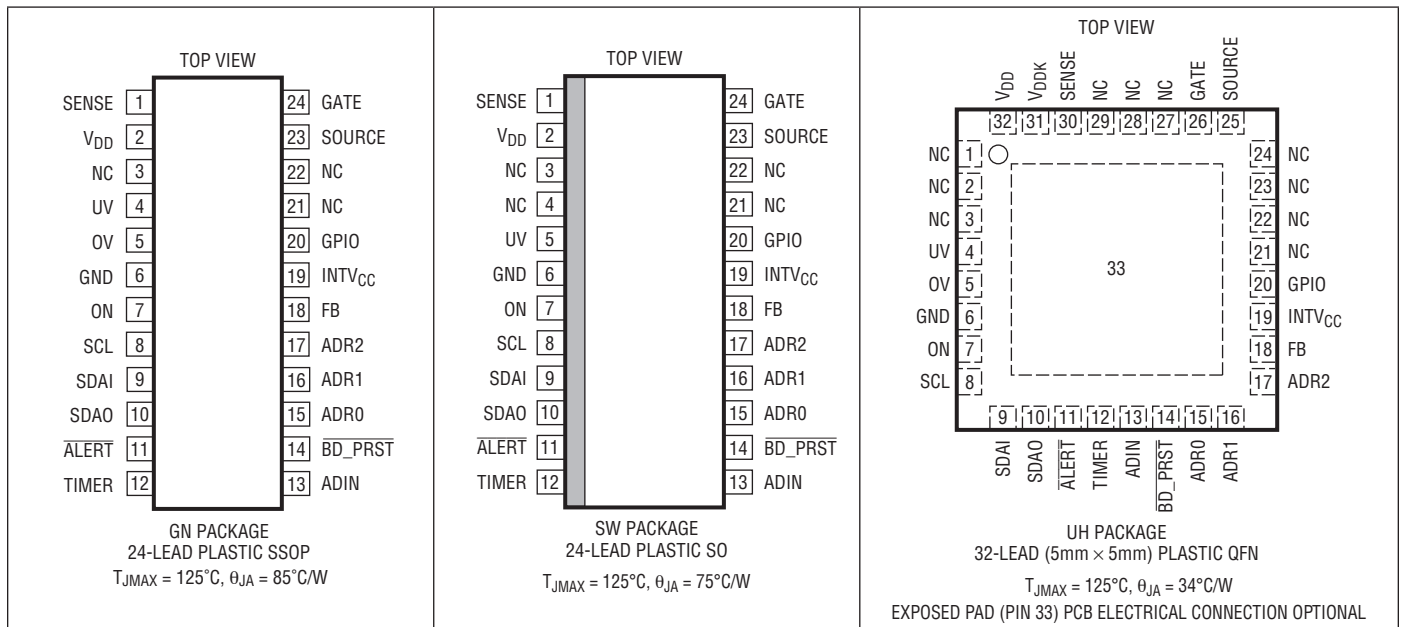 TOP VIEW
SENSE 1 24 GATE
VDD 2 23 SOURCE
NC 3 22 NC
UV 4 21 NC
OV 5 20 GPIO
GND 6 19 INTVCC
ON 7 18 FB
SCL 8 17 ADR2
SDAI 9 16 ADR1
SDAO 10 15 ADR0
ALERT 11 14 BD_PRST
TIMER 12 13 ADIN
GN PACKAGE
24-LEAD PLASTIC SSOP
TJMAX = 125°C, θJA = 85°C/W
TOP VIEW
SENSE 1 24 GATE
VDD 2 23 SOURCE
NC 3 22 NC
NC 4 21 NC
UV 5 20 GPIO
GND 6 19 INTVCC
ON 7 18 FB
SCL 8 17 ADR2
SDAI 9 16 ADR1
SDAO 10 15 ADR0
ALERT 11 14 BD_PRST
TIMER 12 13 ADIN
SW PACKAGE
24-LEAD PLASTIC SO
TJMAX = 125°C, θJA = 75°C/W
TOP VIEW
VDD VDDK SENSE NC NC NC GATE SOURCE
32 31 30 29 28 27 26 25
NC 1 24 NC
NC 2 23 NC
NC 3 22 NC
UV 4 21 NC
OV 5 20 GPIO
33
GND 6 19 INTVCC
ON 7 18 FB
SCL 8 17 ADR2
9 10 11 12 13 14 15 16
SDAI SDAO ALERT TIMER ADIN BD_PRST ADR0 ADR1
UH PACKAGE
32-LEAD (5mm × 5mm) PLASTIC QFN
TJMAX = 125°C, θJA = 34°C/W
EXPOSED PAD (PIN 33) PCB ELECTRICAL CONNECTION OPTIONAL